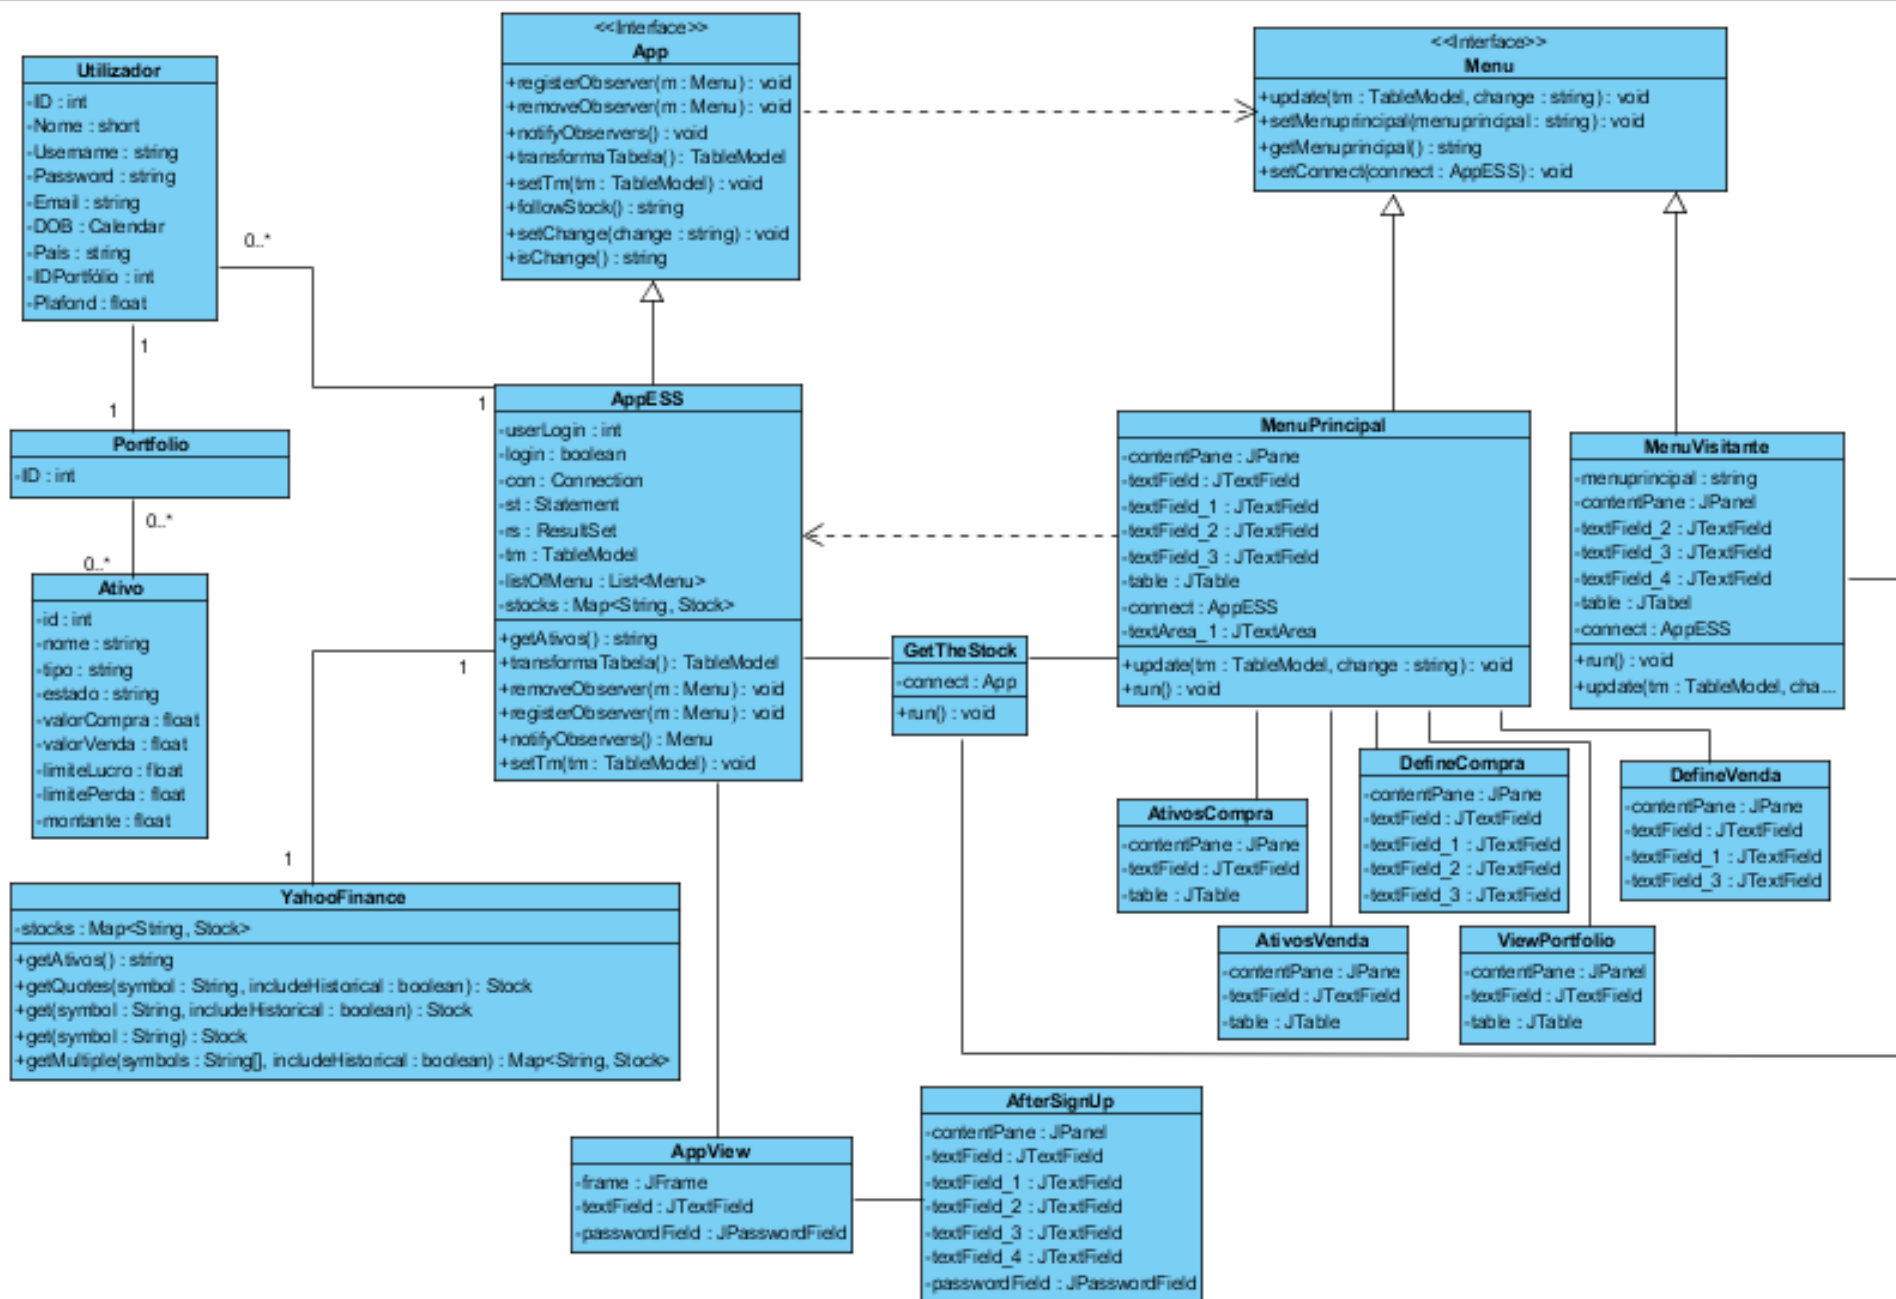 Utilizador
-ID : int
-Nome : short
-Username : string
-Password : string
-Email : string
-DOB : Calendar
-Pais : string
-IDPortfólio : int
-Plafond : float
<<Interface>>
App
+registerObserver(m : Menu) : void
+removeObserver(m : Menu) : void
+notifyObservers() : void
+transformaTabela() : TableModel
+setTm(tm : TableModel) : void
+followStock() : string
+setChange(change : string) : void
+isChange() : string
<<Interface>>
Menu
+update(tm : TableModel, change : string) : void
+setMenuprincipal(menuprincipal : string) : void
+getMenuprincipal() : string
+setConnect(connect : AppESS) : void
0..*
1
1
1
Portfolio
-ID : int
0..*
0..*
Ativo
-id : int
-nome : string
-tipo : string
-estado : string
-valorCompra : float
-valorVenda : float
-limiteLucro : float
-limitePerda : float
-montante : float
AppESS
-userLogin : int
-login : boolean
-con : Connection
-st : Statement
-rs : ResultSet
-tm : TableModel
-listOfMenu : List<Menu>
-stocks : Map<String, Stock>
+getAtivos() : string
+transformaTabela() : TableModel
+removeObserver(m : Menu) : void
+registerObserver(m : Menu) : void
+notifyObservers() : Menu
+setTm(tm : TableModel) : void
1
1
GetTheStock
-connect : App
+run() : void
MenuPrincipal
-contentPane : JPane
-textField : JTextField
-textField_1 : JTextField
-textField_2 : JTextField
-textField_3 : JTextField
-table : JTable
-connect : AppESS
-textArea_1 : JTextArea
+update(tm : TableModel, change : string) : void
+run() : void
MenuVisitante
-menuprincipal : string
-contentPane : JPanel
-textField_2 : JTextField
-textField_3 : JTextField
-textField_4 : JTextField
-table : JTabel
-connect : AppESS
+run() : void
+update(tm : TableModel, cha...
AtivosCompra
-contentPane : JPane
-textField : JTextField
-table : JTable
DefineCompra
-contentPane : JPane
-textField : JTextField
-textField_1 : JTextField
-textField_2 : JTextField
-textField_3 : JTextField
DefineVenda
-contentPane : JPane
-textField : JTextField
-textField_1 : JTextField
-textField_3 : JTextField
AtivosVenda
-contentPane : JPane
-textField : JTextField
-table : JTable
ViewPortfolio
-contentPane : JPanel
-textField : JTextField
-table : JTable
YahooFinance
-stocks : Map<String, Stock>
+getAtivos() : string
+getQuotes(symbol : String, includeHistorical : boolean) : Stock
+get(symbol : String, includeHistorical : boolean) : Stock
+get(symbol : String) : Stock
+getMultiple(symbols : String[], includeHistorical : boolean) : Map<String, Stock>
AppView
-frame : JFrame
-textField : JTextField
-passwordField : JPasswordField
AfterSignUp
-contentPane : JPanel
-textField : JTextField
-textField_1 : JTextField
-textField_2 : JTextField
-textField_3 : JTextField
-textField_4 : JTextField
-passwordField : JPasswordField